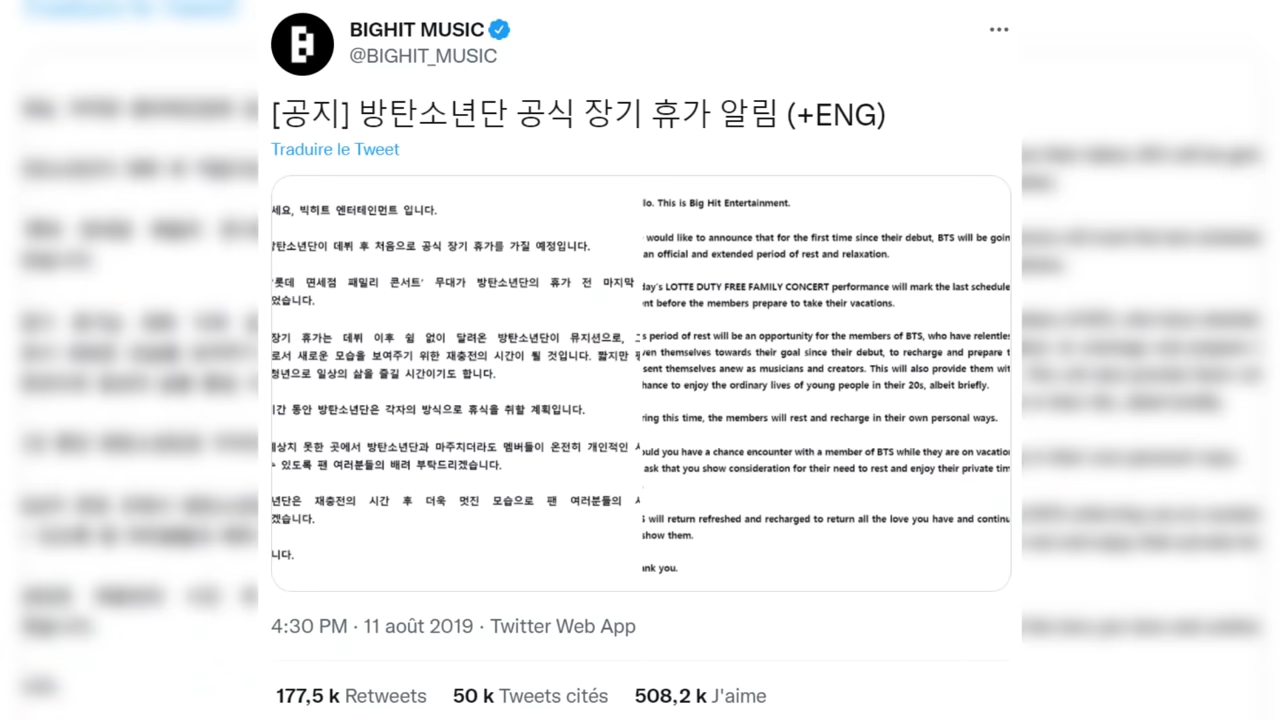 BIGHIT MUSIC
@BIGHIT_MUSIC
[공지] 방탄소년단 공식 장기 휴가 알림 (+ENG)
Traduire le Tweet
세요, 빅히트 엔터테인먼트 입니다.
방탄소년단이 데뷔 후 처음으로 공식 장기 휴가를 가질 예정입니다.
'롯데 면세점 패밀리 콘서트' 무대가 방탄소년단의 휴가 전 마지막
었습니다.
장기 휴가는 데뷔 이후 쉼 없이 달려온 방탄소년단이 뮤지션으로,
로서 새로운 모습을 보여주기 위한 재충전의 시간이 될 것입니다. 짧지만
청년으로 일상의 삶을 즐길 시간이기도 합니다.
간 동안 방탄소년단은 각자의 방식으로 휴식을 취할 계획입니다.
상치 못한 곳에서 방탄소년단과 마주치더라도 멤버들이 온전히 개인적인
있도록 팬 여러분들의 배려 부탁드리겠습니다.
년단은 재충전의 시간 후 더욱 멋진 모습으로 팬 여러분들의
겠습니다.
니다.
lo. This is Big Hit Entertainment.
would like to announce that for the first time since their debut, BTS will be goin
an official and extended period of rest and relaxation.
day's LOTTE DUTY FREE FAMILY CONCERT performance will mark the last schedule
nt before the members prepare to take their vacations.
s period of rest will be an opportunity for the members of BTS, who have relentles
ven themselves towards their goal since their debut, to recharge and prepare t
sent themselves anew as musicians and creators. This will also provide them wit
hance to enjoy the ordinary lives of young people in their 20s, albeit briefly.
ring this time, the members will rest and recharge in their own personal ways.
ould you have a chance encounter with a member of BTS while they are on vacation
ask that you show consideration for their need to rest and enjoy their private tim
will return refreshed and recharged to return all the love you have and continu
show them.
ank you.
4:30 PM · 11 août 2019 · Twitter Web App
177,5 k Retweets 50 k Tweets cités 508,2 k J'aime